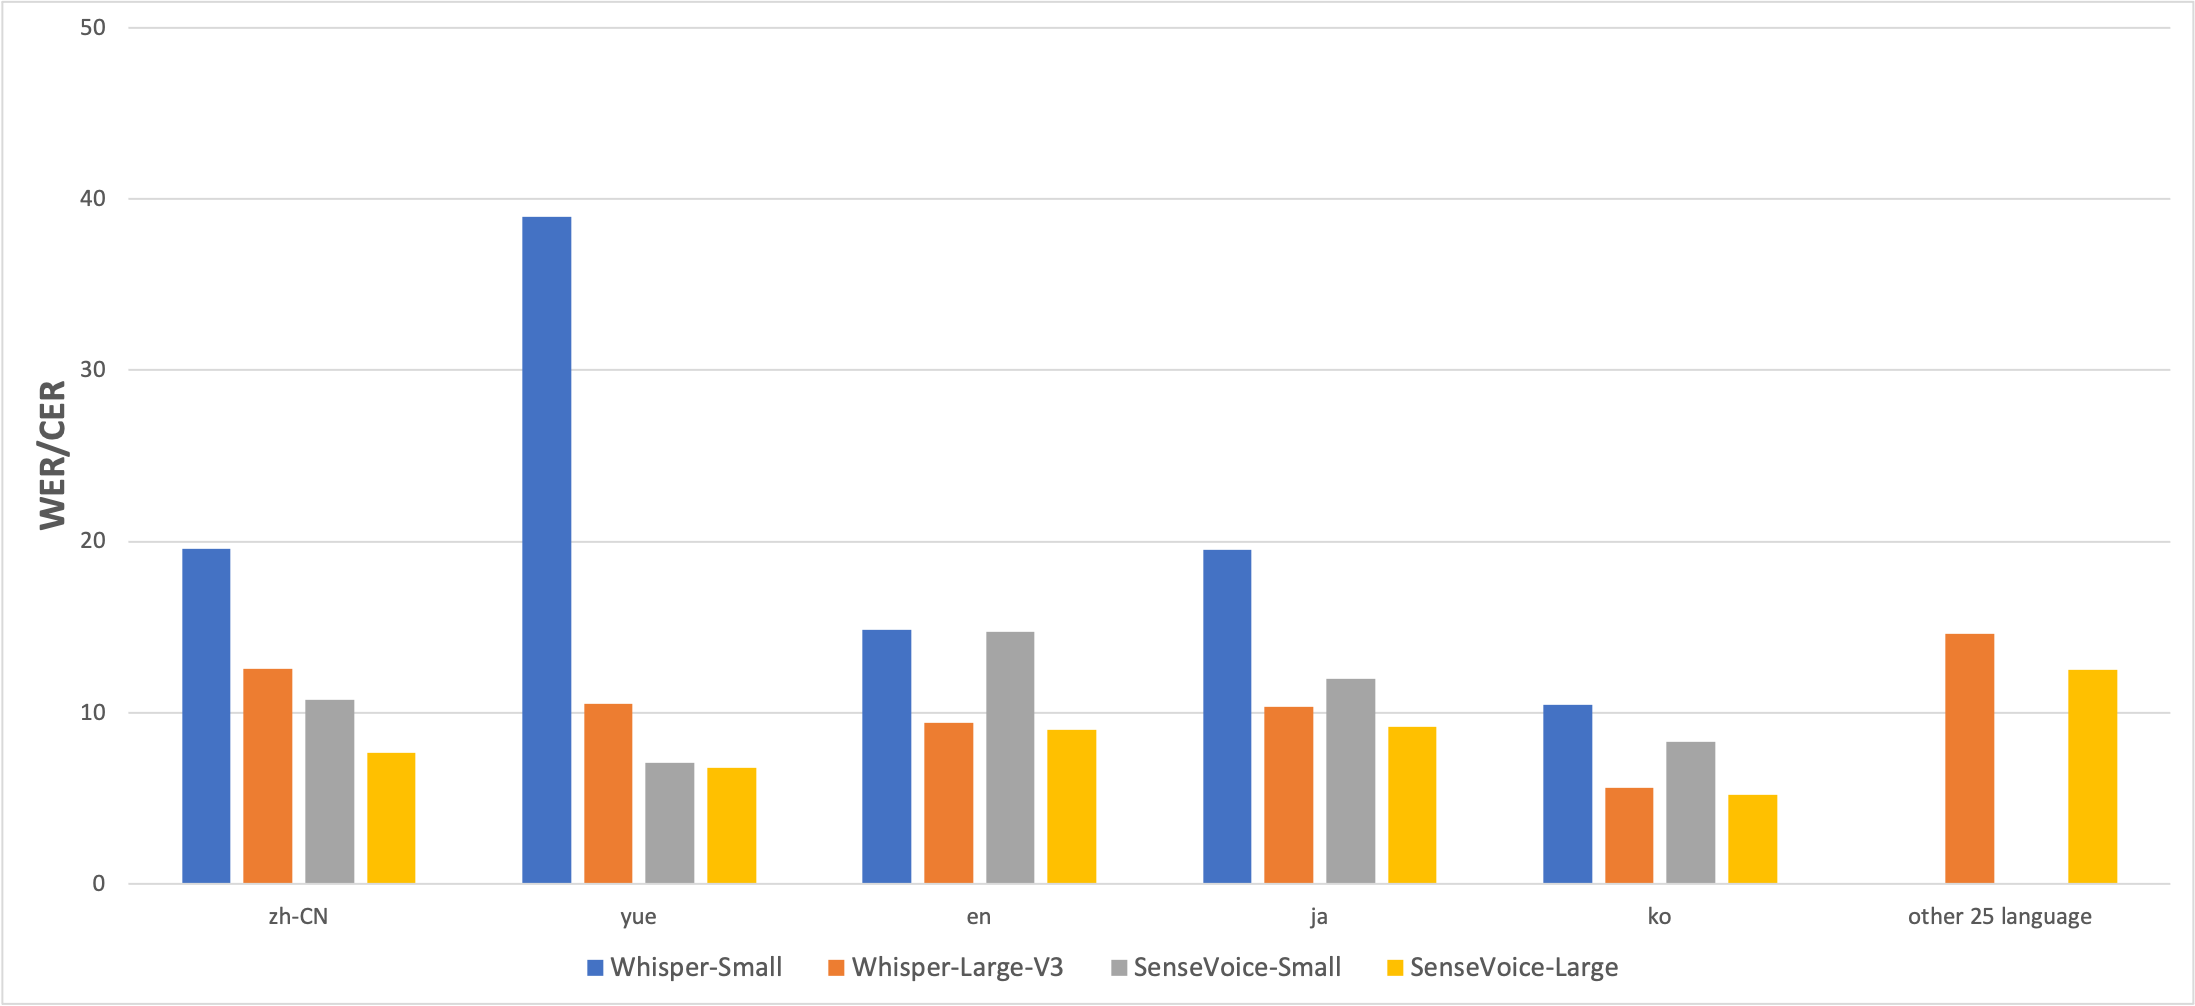 50
40
30
20
10
0
WER/CER
zh-CN yue en ja ko other 25 language
Whisper-Small Whisper-Large-V3 SenseVoice-Small SenseVoice-Large